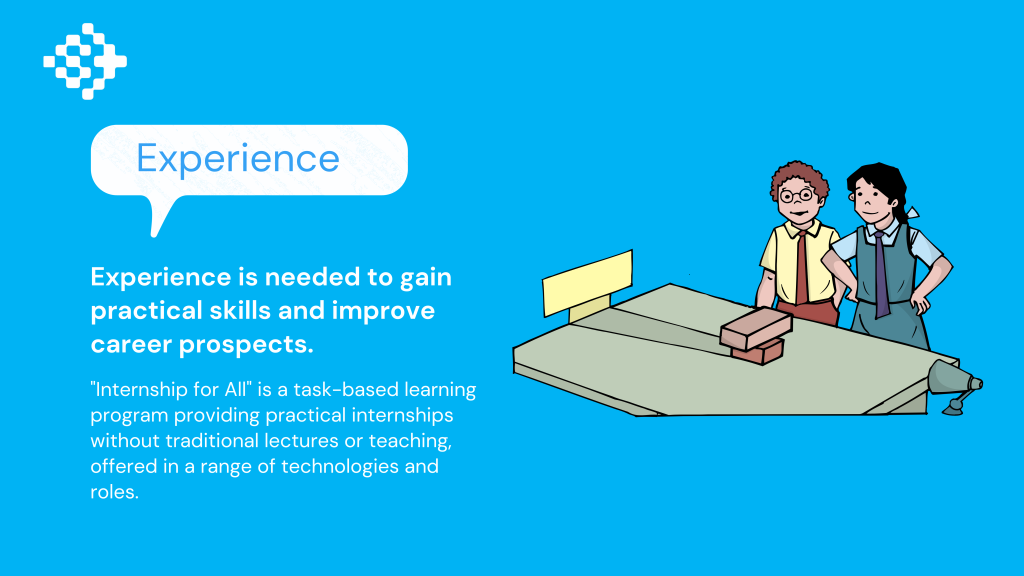 Experience
Experience is needed to gain
practical skills and improve
career prospects.
"Internship for All" is a task-based learning
program providing practical internships
without traditional lectures or teaching,
offered in a range of technologies and
roles.